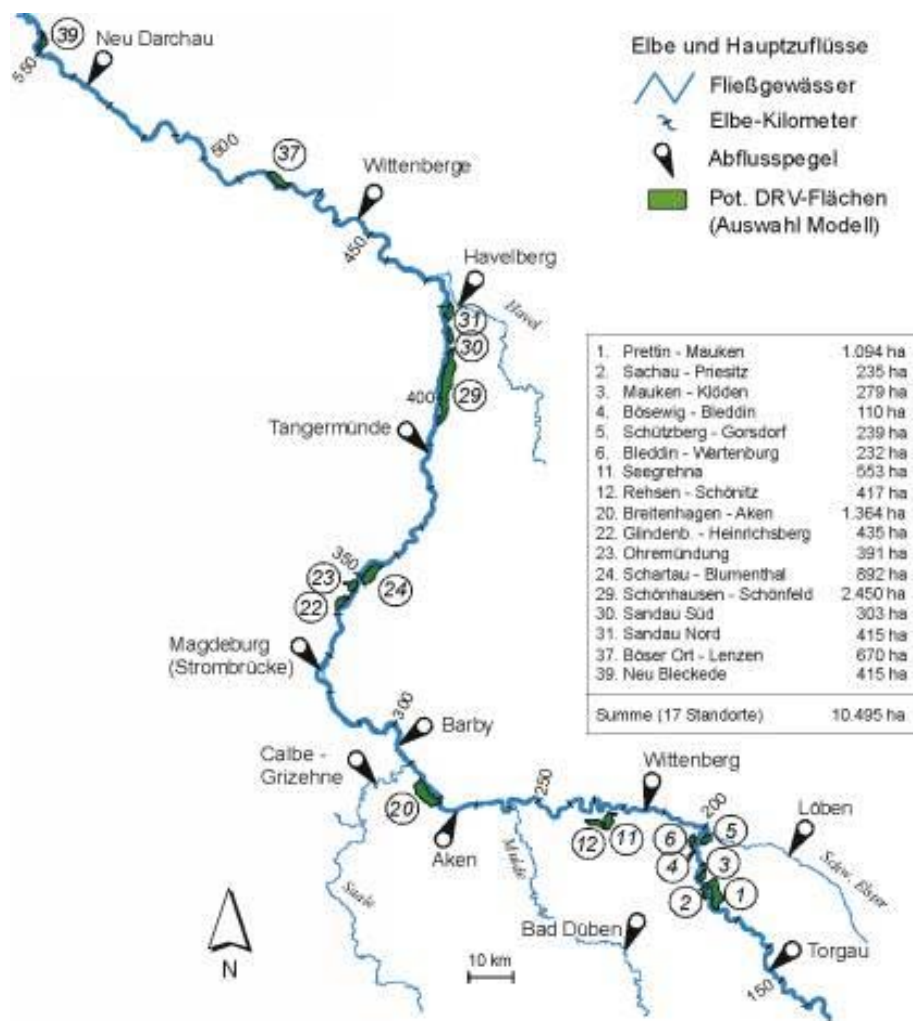 39
Neu Darchau
550
500
37
Wittenberge
450
Havelberg
Havel
31
30
29
400
Tangermünde
350
23
24
22
Magdeburg
(Strombrücke)
300
Barby
Calbe -
Grizehne
20
Aken
Saale
250
Mulde
12
11
Wittenberg
200
Löben
6
5
4
3
2
1
Schw. Elster
Bad Düben
Torgau
150
N
10 km
Elbe und Hauptzuflüsse
Fließgewässer
Elbe-Kilometer
Abflusspegel
Pot. DRV-Flächen
(Auswahl Modell)
1. Prettin - Mauken 1.094 ha
2. Sachau - Priesitz 235 ha
3. Mauken - Klöden 279 ha
4. Bösewig - Bleddin 110 ha
5. Schützberg - Gorsdorf 239 ha
6. Bleddin - Wartenburg 232 ha
11. Seegrehna 553 ha
12. Rehsen - Schönitz 417 ha
20. Breitenhagen - Aken 1.364 ha
22. Glindenb. - Heinrichsberg 435 ha
23. Ohremündung 391 ha
24. Schartau - Blumenthal 892 ha
29. Schönhausen - Schönfeld 2.450 ha
30. Sandau Süd 303 ha
31. Sandau Nord 415 ha
37. Böser Ort - Lenzen 670 ha
39. Neu Bleckede 415 ha
Summe (17 Standorte) 10.495 ha